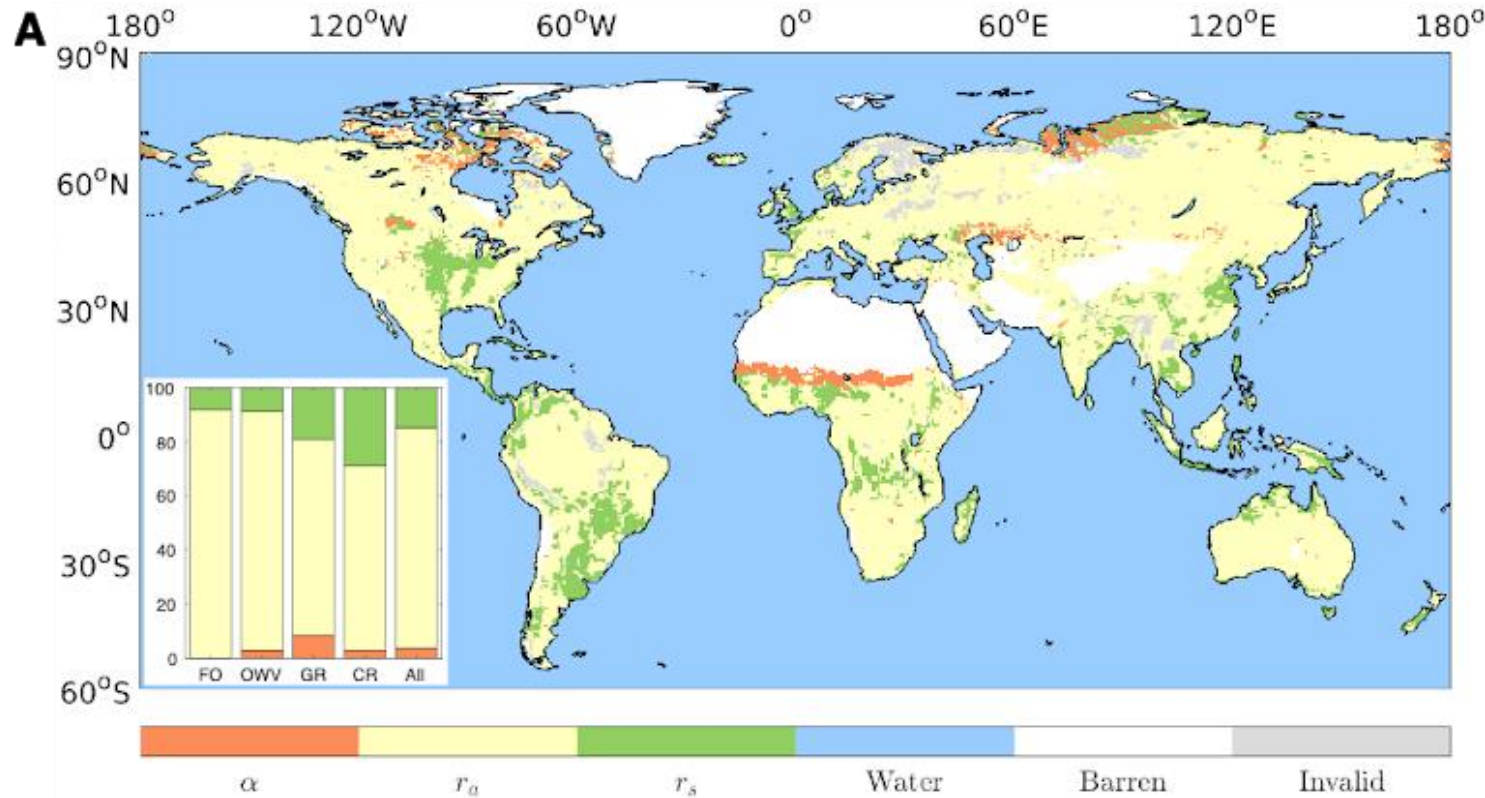 A
180° 120°W 60°W 0° 60°E 120°E 180°
90°N
60°N
30°N
0°
30°S
60°S
100
80
60
40
20
0
FO OWV GR CR All
α r_a r_s Water Barren Invalid